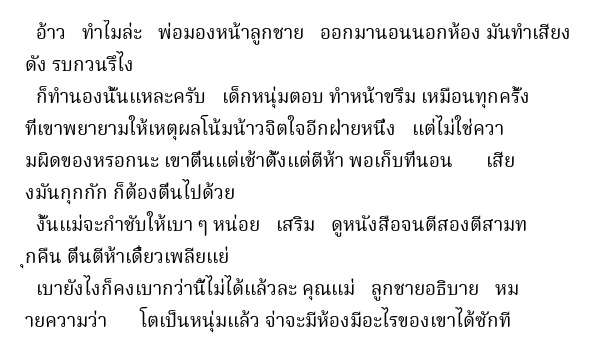 อ้าว ทำไมล่ะ พ่อมองหน้าลูกชาย ออกมานอนนอกห้อง มันทำเสียง
ดัง รบกวนรึไง
ก็ทำนองนั้นแหละครับ เด็กหนุ่มตอบ ทำหน้าขรึม เหมือนทุกครั้ง
ที่เขาพยายามให้เหตุผลโน้มน้าวจิตใจอีกฝ่ายหนึ่ง แต่ไม่ใช่ควา
มผิดของหรอกนะ เขาตื่นแต่เช้าตั้งแต่ตีห้า พอเก็บที่นอน เสีย
งมันกุกกัก ก็ต้องตื่นไปด้วย
งั้นแม่จะกำชับให้เบา ๆ หน่อย เสริม ดูหนังสือจนตีสองตีสามท
ุกคืน ตื่นตีห้าเดี๋ยวเพลียแย่
เบายังไงก็คงเบากว่านี้ไม่ได้แล้วละ คุณแม่ ลูกชายอธิบาย หม
ายความว่า โตเป็นหนุ่มแล้ว จ่าจะมีห้องมีอะไรของเขาได้ซักที